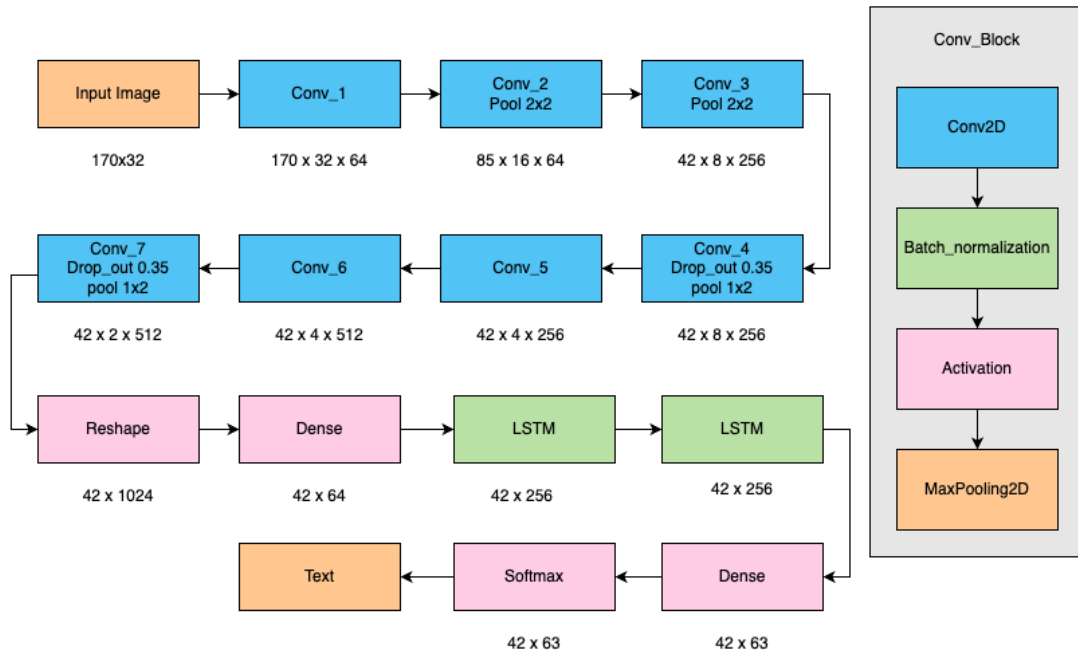 Input Image
170x32
Conv_1
170 x 32 x 64
Conv_2
Pool 2x2
85 x 16 x 64
Conv_3
Pool 2x2
42 x 8 x 256
Conv_4
Drop_out 0.35
pool 1x2
42 x 8 x 256
Conv_5
42 x 4 x 256
Conv_6
42 x 4 x 512
Conv_7
Drop_out 0.35
pool 1x2
42 x 2 x 512
Reshape
42 x 1024
Dense
42 x 64
LSTM
42 x 256
LSTM
42 x 256
Dense
42 x 63
Softmax
42 x 63
Text
Conv_Block
Conv2D
Batch_normalization
Activation
MaxPooling2D